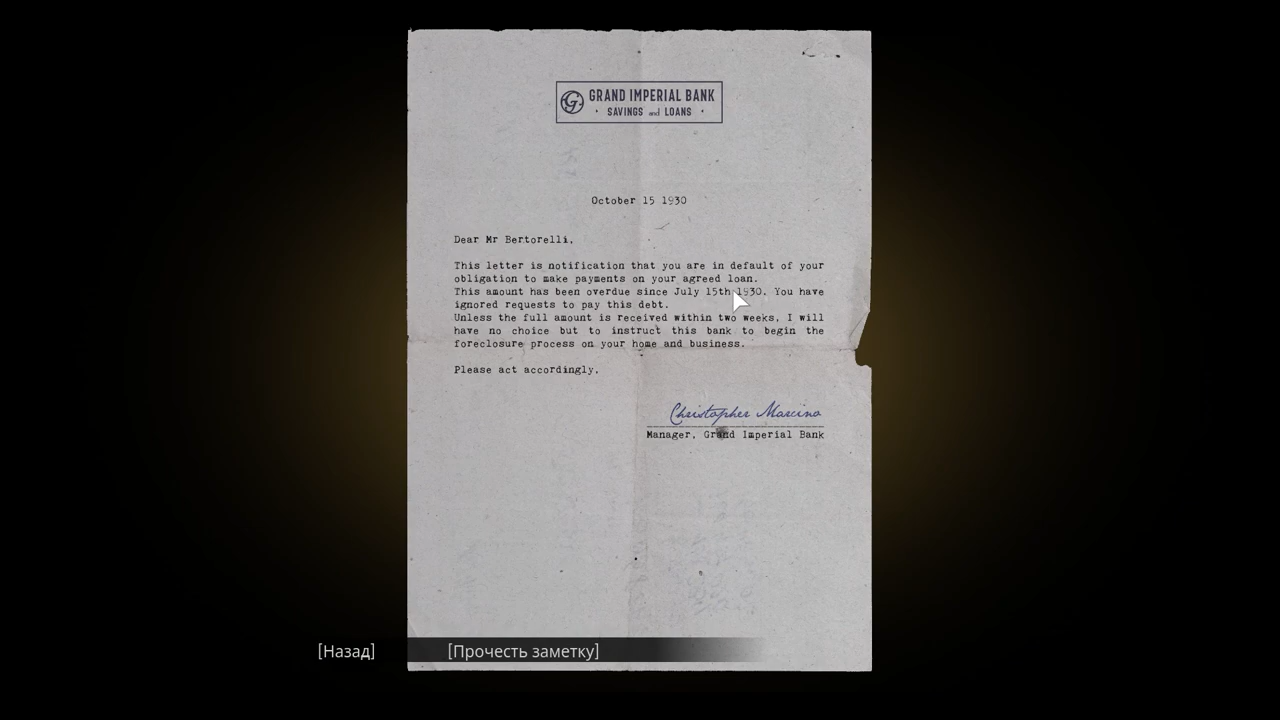 GRAND IMPERIAL BANK
· SAVINGS and LOANS ·
October 15 1930
Dear Mr Bertorelli,
This letter is notification that you are in default of your
obligation to make payments on your agreed loan.
This amount has been overdue since July 15th 1930. You have
ignored requests to pay this debt.
Unless the full amount is received within two weeks, I will
have no choice but to instruct this bank to begin the
foreclosure process on your home and business.
Please act accordingly,
Christopher Marcino
Manager, Grand Imperial Bank
[Назад] [Прочесть заметку]